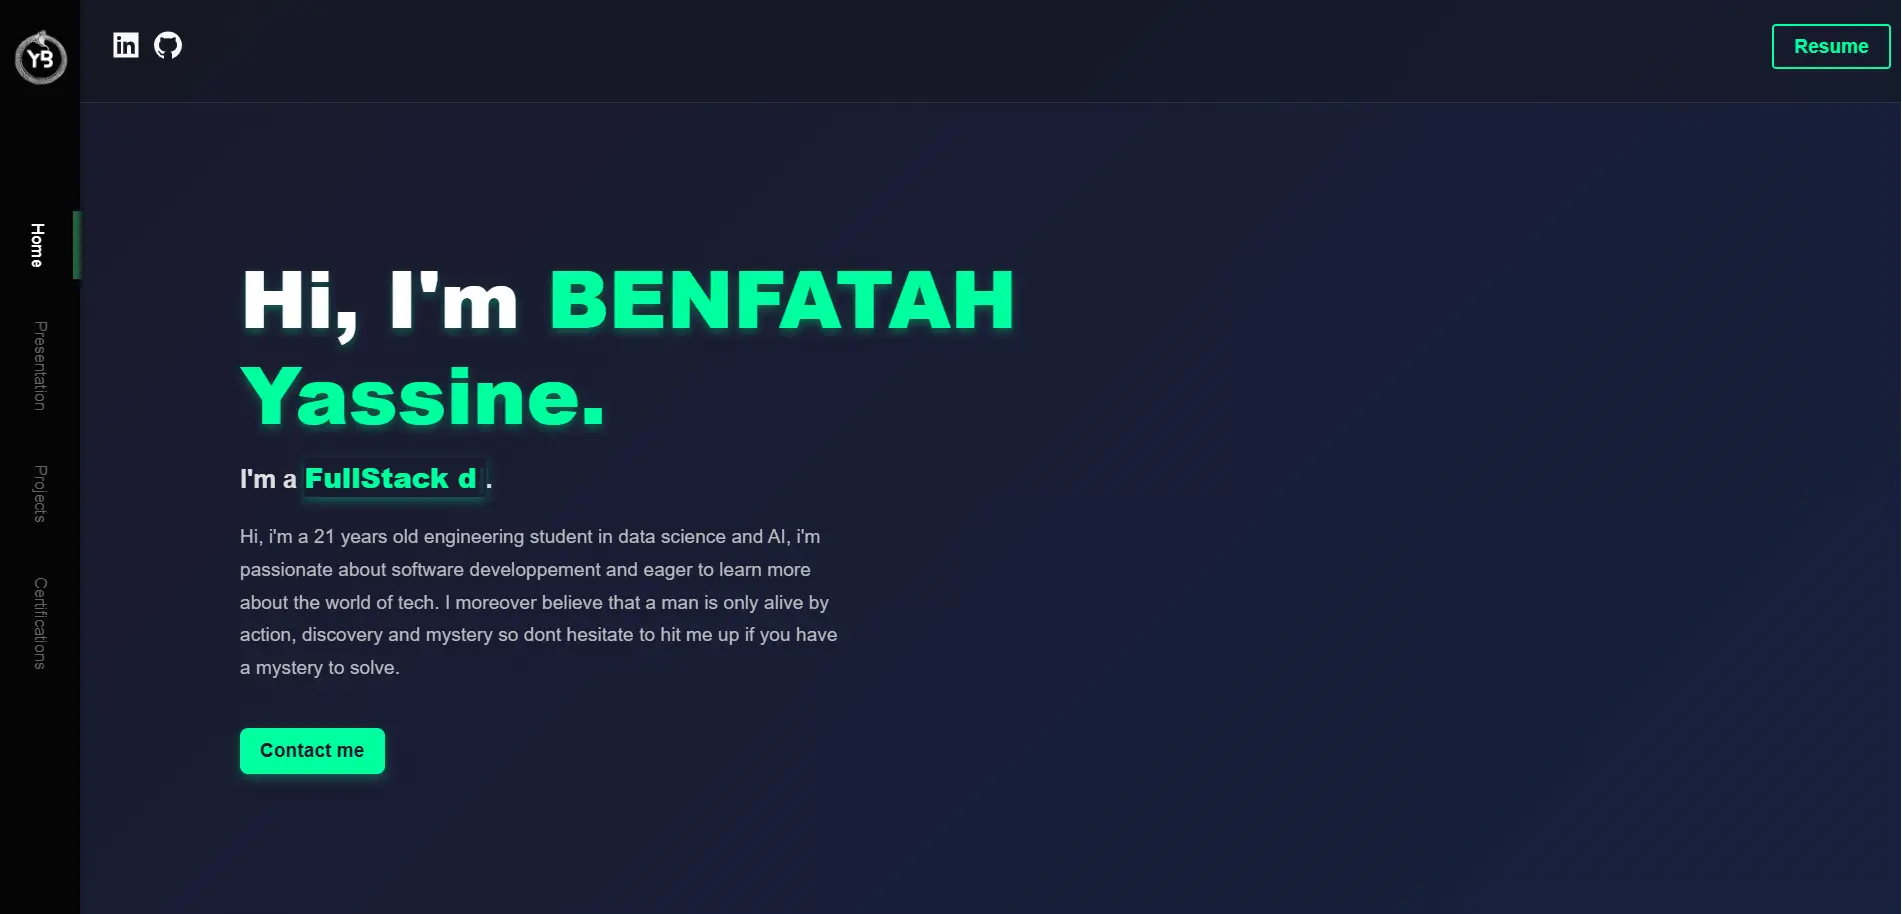 YB
Resume
Home
Presentation
Projects
Certifications
Hi, I'm BENFATAH
Yassine.
I'm a FullStack d .
Hi, i'm a 21 years old engineering student in data science and AI, i'm
passionate about software developpement and eager to learn more
about the world of tech. I moreover believe that a man is only alive by
action, discovery and mystery so dont hesitate to hit me up if you have
a mystery to solve.
Contact me